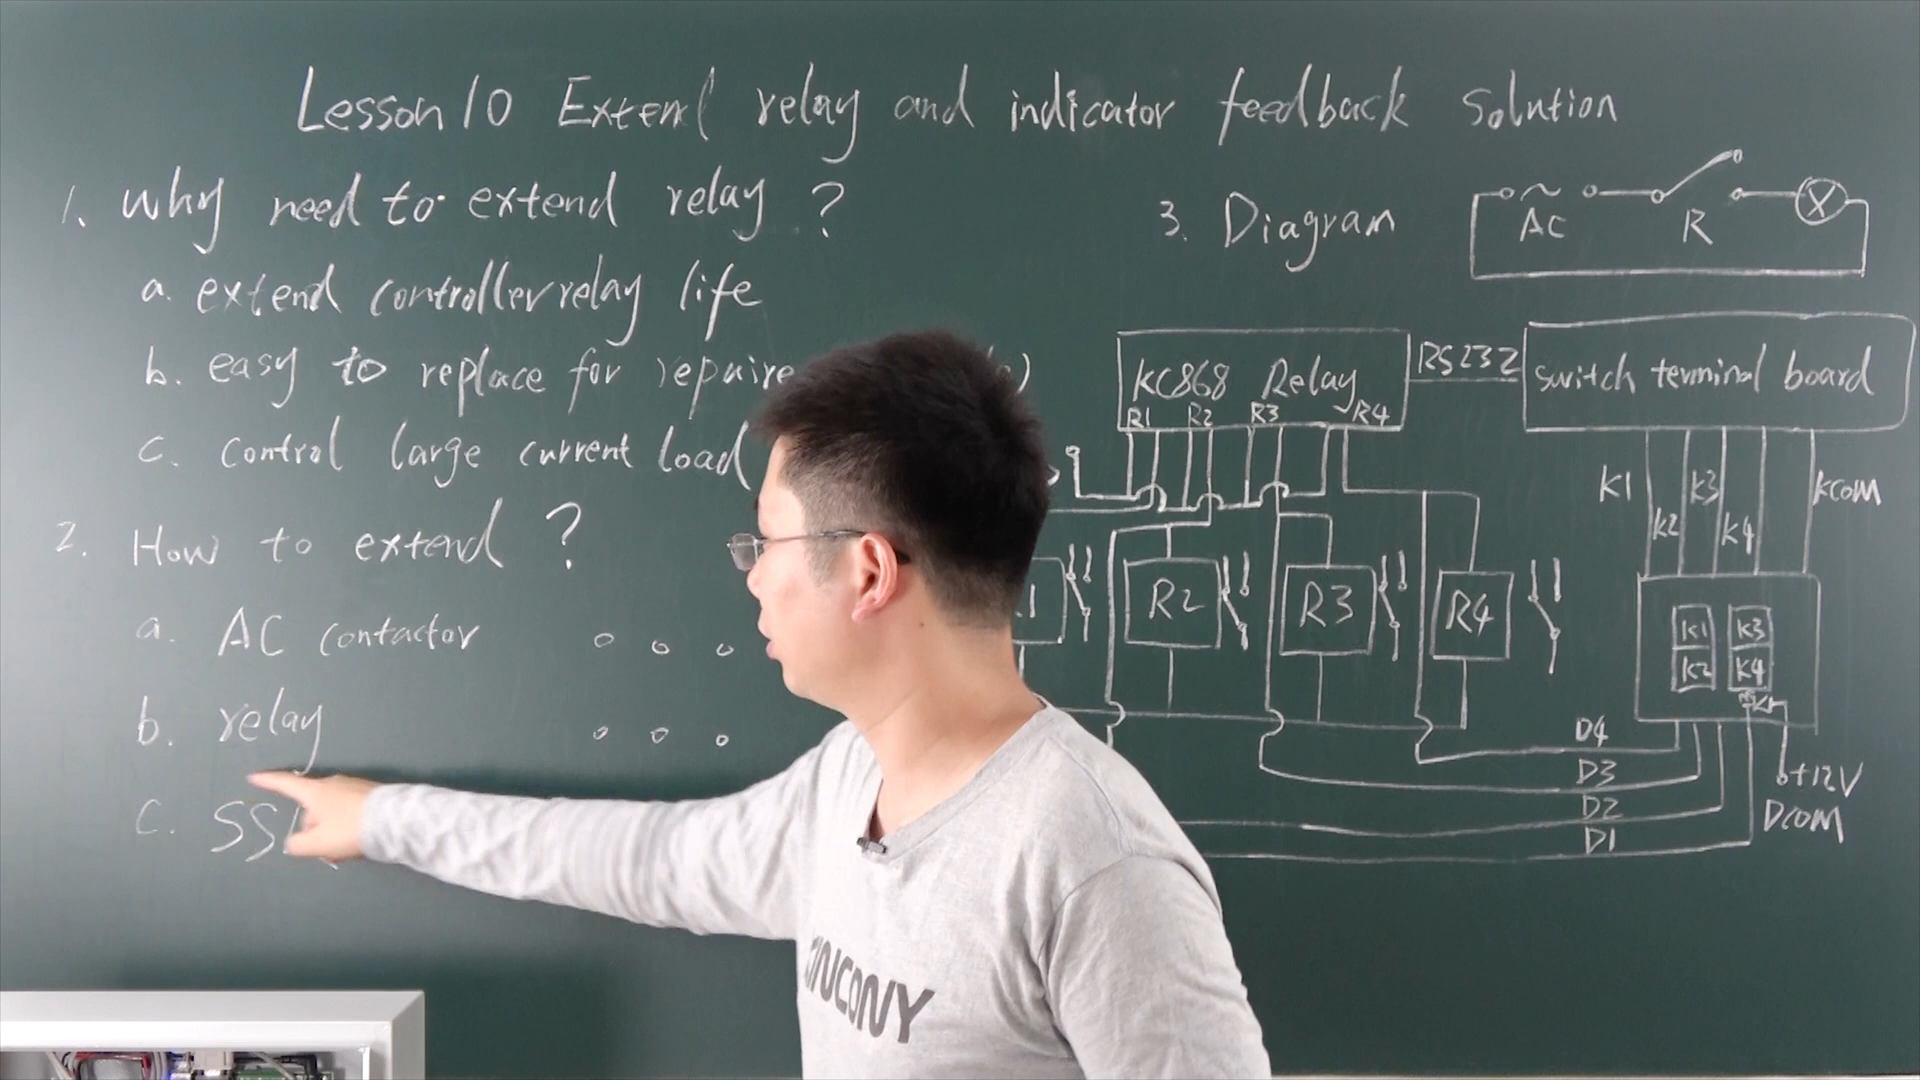 Lesson 10 Extend relay and indicator feedback solution
1. why need to extend relay ?
a. extend controller relay life
b. easy to replace for repaire
c. control large current load
2. How to extend ?
a. AC contactor
b. relay
c.
3. Diagram
AC R X
KC868 Relay
R1 R2 R3 R4
RS232
switch terminal board
K1 K2 K3 K4 KCOM
R2 R3 R4
K1 K3
K2 K4
D4
D3
D2
D1
+12V
DCOM